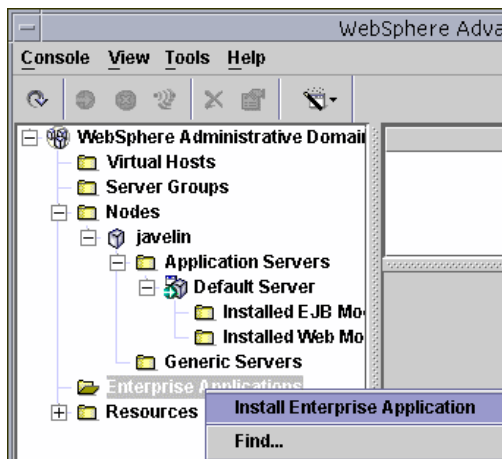 WebSphere Adva
Console View Tools Help
WebSphere Administrative Domain
Virtual Hosts
Server Groups
Nodes
javelin
Application Servers
Default Server
Installed EJB Mo
Installed Web Mo
Generic Servers
Enterprise Applications
Resources
Install Enterprise Application
Find...